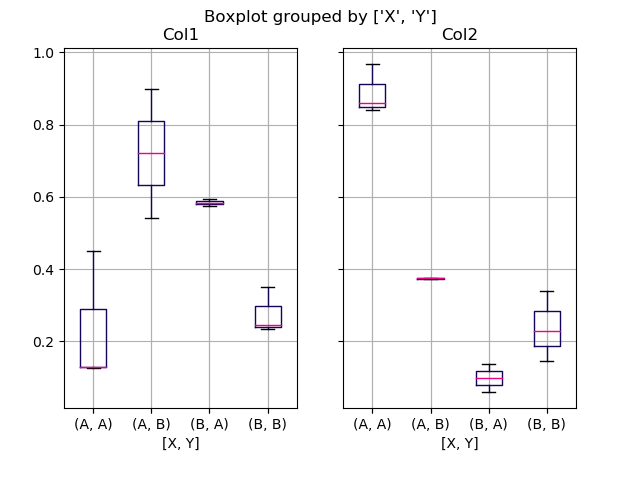 Boxplot grouped by ['X', 'Y']
Col1
Col2
1.0
0.8
0.6
0.4
0.2
(A, A) (A, B) (B, A) (B, B)
[X, Y]
(A, A) (A, B) (B, A) (B, B)
[X, Y]